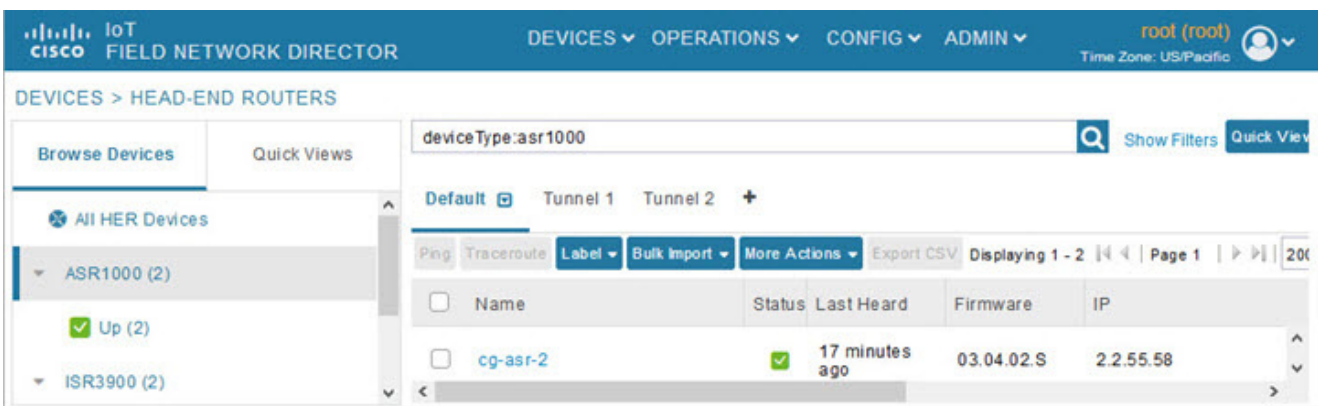 IoT
CISCO FIELD NETWORK DIRECTOR
DEVICES OPERATIONS CONFIG ADMIN
root (root)
Time Zone: US/Pacific
DEVICES > HEAD-END ROUTERS
Browse Devices Quick Views
All HER Devices
ASR1000 (2)
Up (2)
ISR3900 (2)
deviceType:asr1000
Show Filters Quick View
Default Tunnel 1 Tunnel 2 +
Ping Traceroute Label Bulk Import More Actions Export CSV Displaying 1 - 2 | Page 1 | 200
Name Status Last Heard Firmware IP
cg-asr-2 17 minutes ago 03.04.02.S 2.2.55.58